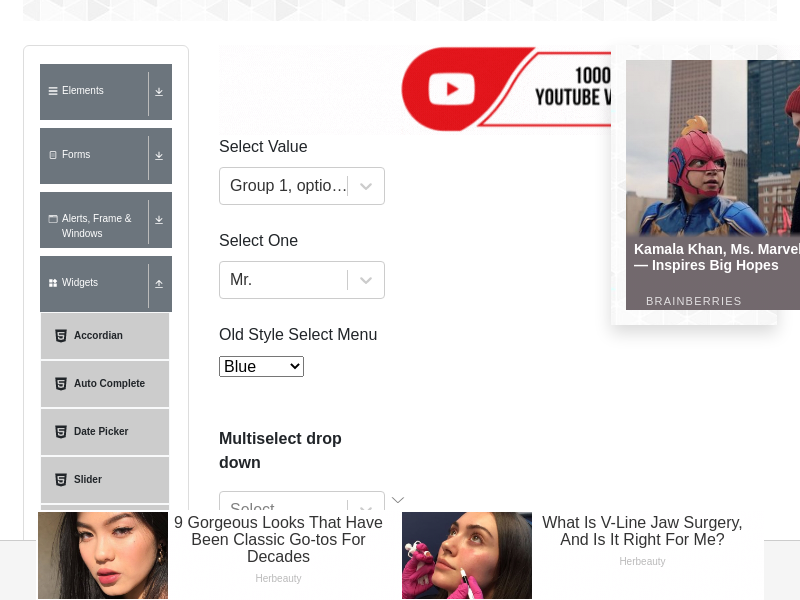 Elements
Forms
Alerts, Frame &
Windows
Widgets
Accordian
Auto Complete
Date Picker
Slider
1000
YOUTUBE V
Select Value
Group 1, optio...
Select One
Mr.
Old Style Select Menu
Blue
Multiselect drop
down
Select...
Kamala Khan, Ms. Marvel
— Inspires Big Hopes
BRAINBERRIES
9 Gorgeous Looks That Have
Been Classic Go-tos For
Decades
Herbeauty
What Is V-Line Jaw Surgery,
And Is It Right For Me?
Herbeauty